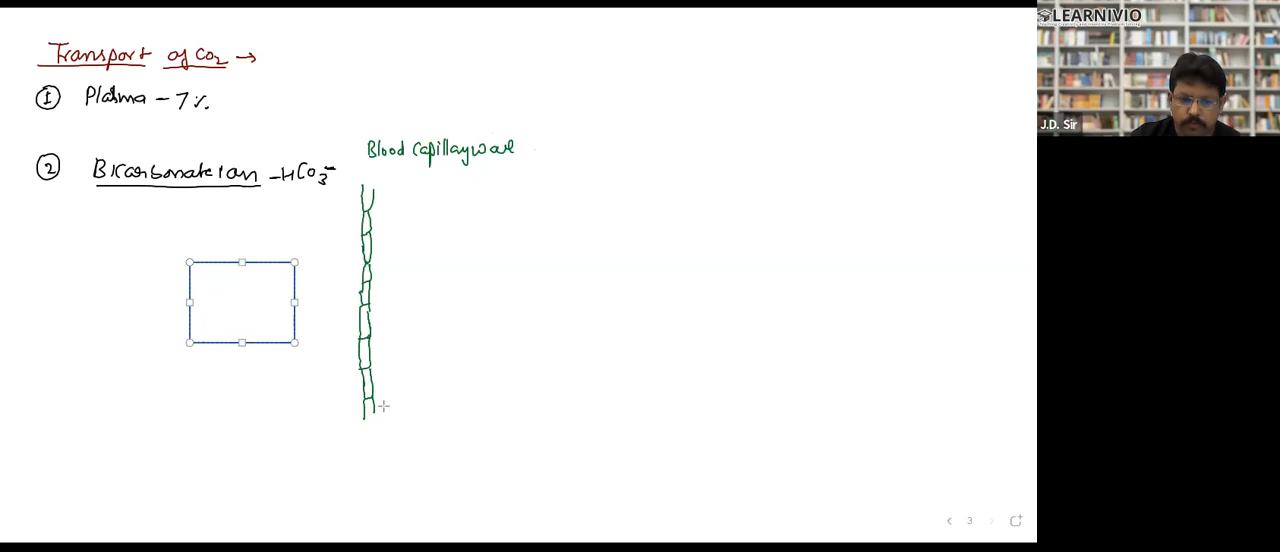 Transport of CO2 →
① Plasma - 7%.
② Bicarbonate Ion - HCO3⁻
Blood Capillary wall
LEARNIVIO
J.D. Sir
3